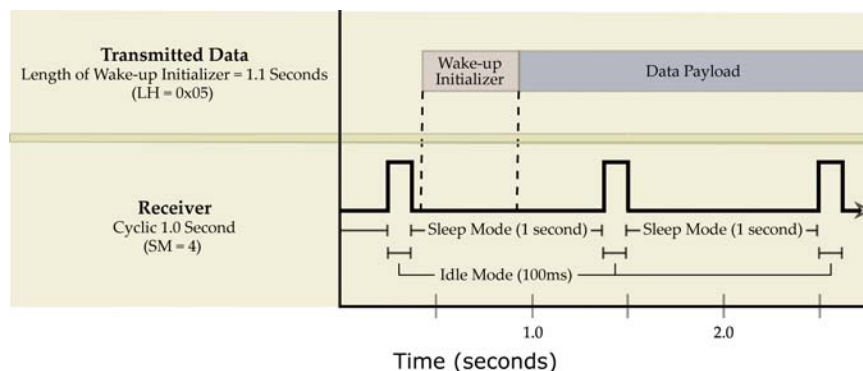 Transmitted Data
Length of Wake-up Initializer = 1.1 Seconds
(LH = 0x05)
Wake-up
Initializer
Data Payload
Receiver
Cyclic 1.0 Second
(SM = 4)
Sleep Mode (1 second)
Sleep Mode (1 second)
Idle Mode (100ms)
1.0
2.0
Time (seconds)